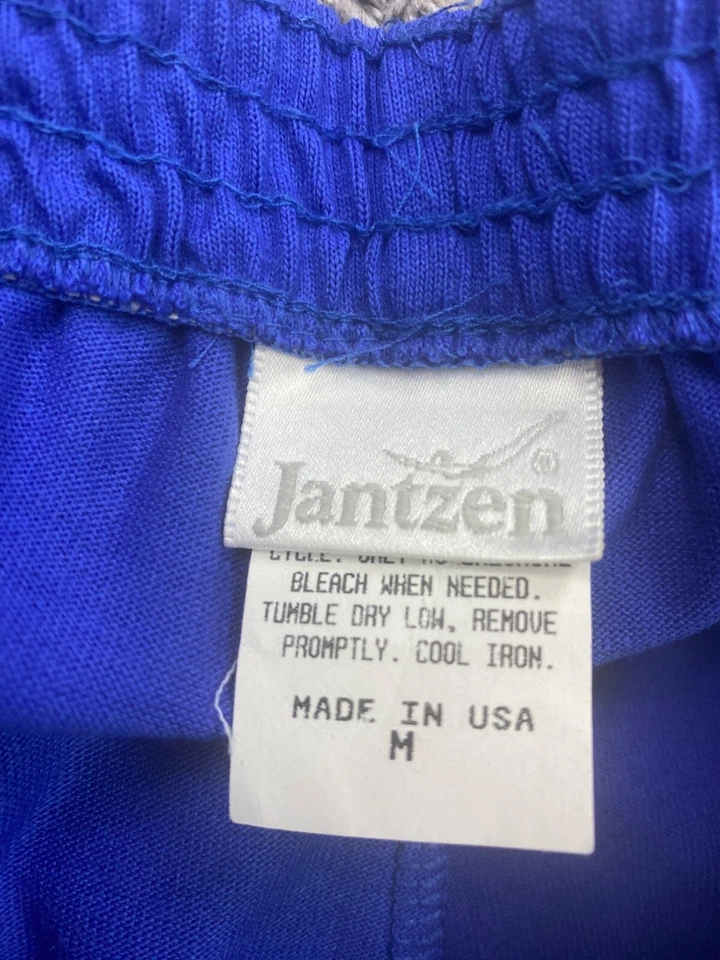 Jantzen
BLEACH WHEN NEEDED.
TUMBLE DRY LOW, REMOVE
PROMPTLY. COOL IRON.
MADE IN USA
M